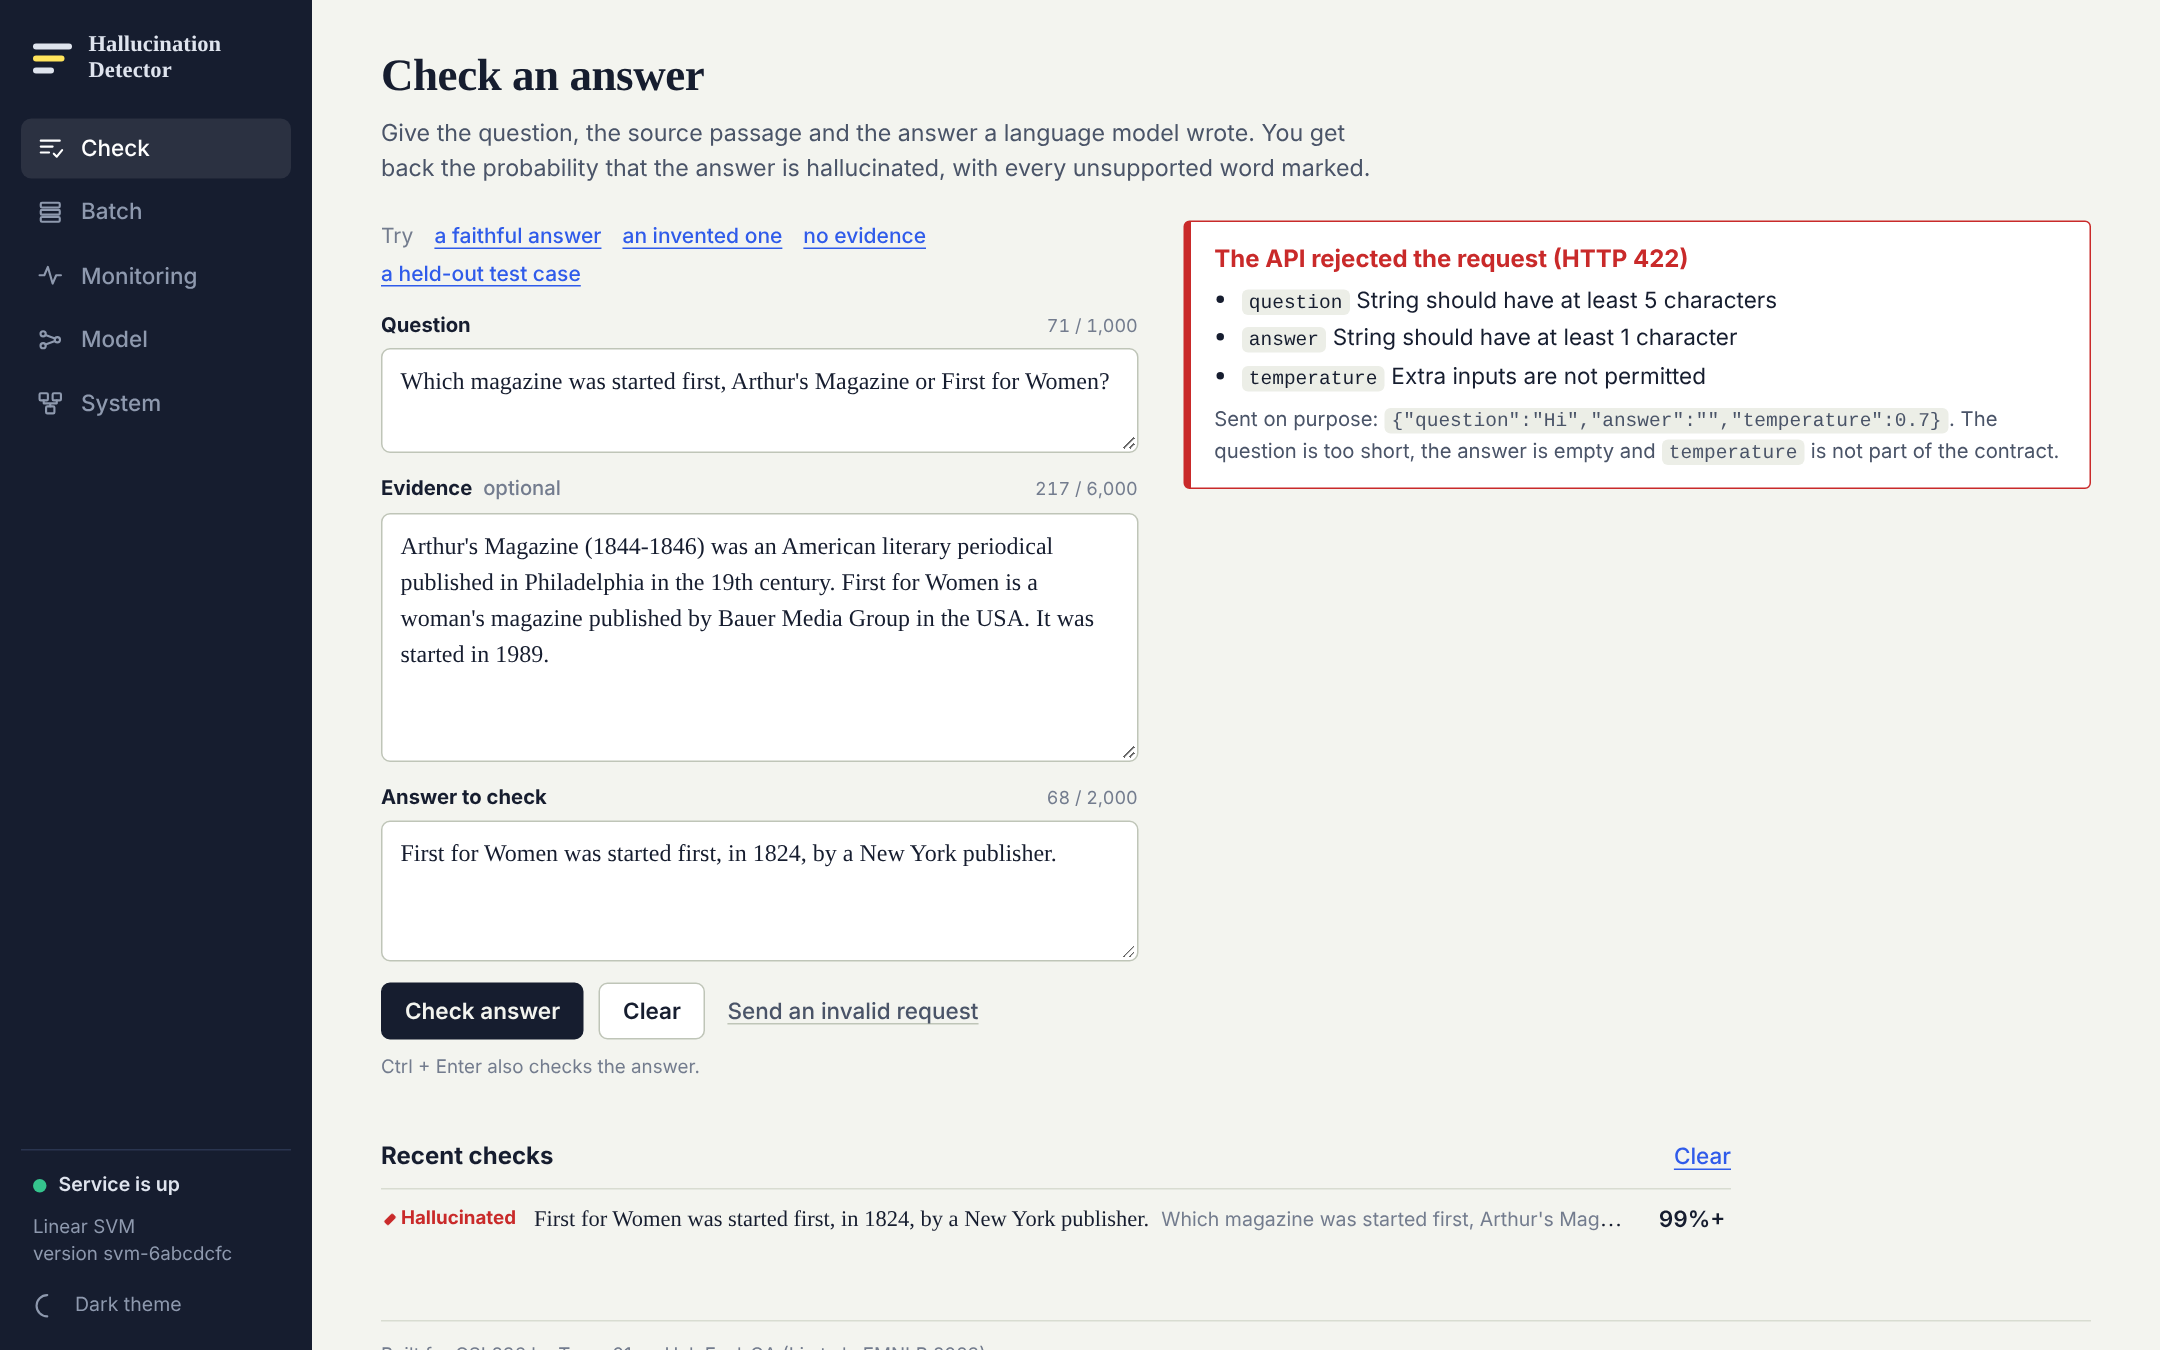 Hallucination
Detector
Check
Batch
Monitoring
Model
System
Service is up
Linear SVM
version svm-6abcdcfc
Dark theme
Check an answer
Give the question, the source passage and the answer a language model wrote. You get
back the probability that the answer is hallucinated, with every unsupported word marked.
Try a faithful answer an invented one no evidence
a held-out test case
Question 71 / 1,000
Which magazine was started first, Arthur's Magazine or First for Women?
Evidence optional 217 / 6,000
Arthur's Magazine (1844-1846) was an American literary periodical
published in Philadelphia in the 19th century. First for Women is a
woman's magazine published by Bauer Media Group in the USA. It was
started in 1989.
Answer to check 68 / 2,000
First for Women was started first, in 1824, by a New York publisher.
Check answer Clear Send an invalid request
Ctrl + Enter also checks the answer.
The API rejected the request (HTTP 422)
question String should have at least 5 characters
answer String should have at least 1 character
temperature Extra inputs are not permitted
Sent on purpose: {"question":"Hi","answer":"","temperature":0.7}. The
question is too short, the answer is empty and temperature is not part of the contract.
Recent checks Clear
Hallucinated First for Women was started first, in 1824, by a New York publisher. Which magazine was started first, Arthur's Mag... 99%+